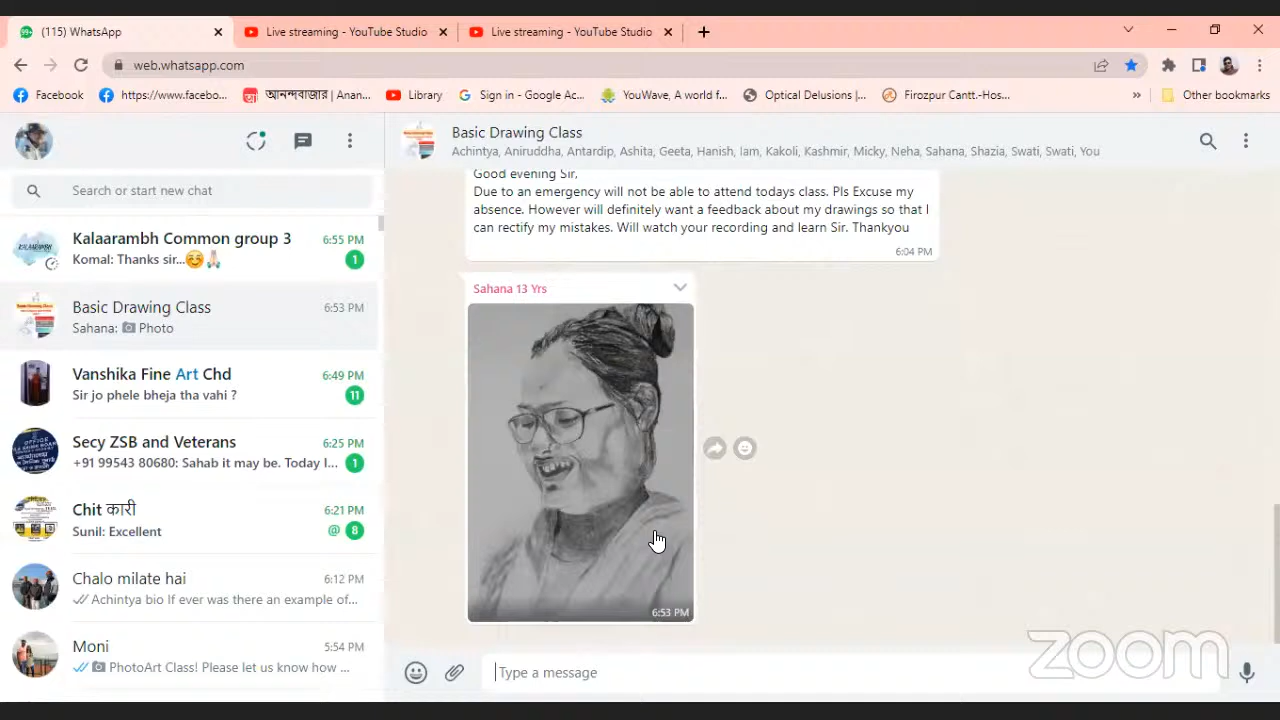 (115) WhatsApp
Live streaming - YouTube Studio
Live streaming - YouTube Studio
web.whatsapp.com
Facebook
https://www.facebo...
আনন্দবাজার | Anan...
Library
Sign in - Google Ac...
YouWave, A world f...
Optical Delusions |...
Firozpur Cantt.-Hos...
Other bookmarks
Search or start new chat
Kalaarambh Common group 3
6:55 PM
Komal: Thanks sir...☺️🙏🏻
1
Basic Drawing Class
6:53 PM
Sahana: Photo
Vanshika Fine Art Chd
6:49 PM
Sir jo phele bheja tha vahi ?
11
Secy ZSB and Veterans
6:25 PM
+91 99543 80680: Sahab it may be. Today I...
1
Chit कारी
6:21 PM
Sunil: Excellent
@ 8
Chalo milate hai
6:12 PM
Achintya bio If ever was there an example of...
Moni
5:54 PM
PhotoArt Class! Please let us know how ...
Basic Drawing Class
Achintya, Aniruddha, Antardip, Ashita, Geeta, Hanish, Iam, Kakoli, Kashmir, Micky, Neha, Sahana, Shazia, Swati, Swati, You
Good evening Sir,
Due to an emergency will not be able to attend todays class. Pls Excuse my
absence. However will definitely want a feedback about my drawings so that I
can rectify my mistakes. Will watch your recording and learn Sir. Thankyou
6:04 PM
Sahana 13 Yrs
6:53 PM
Type a message
zoom